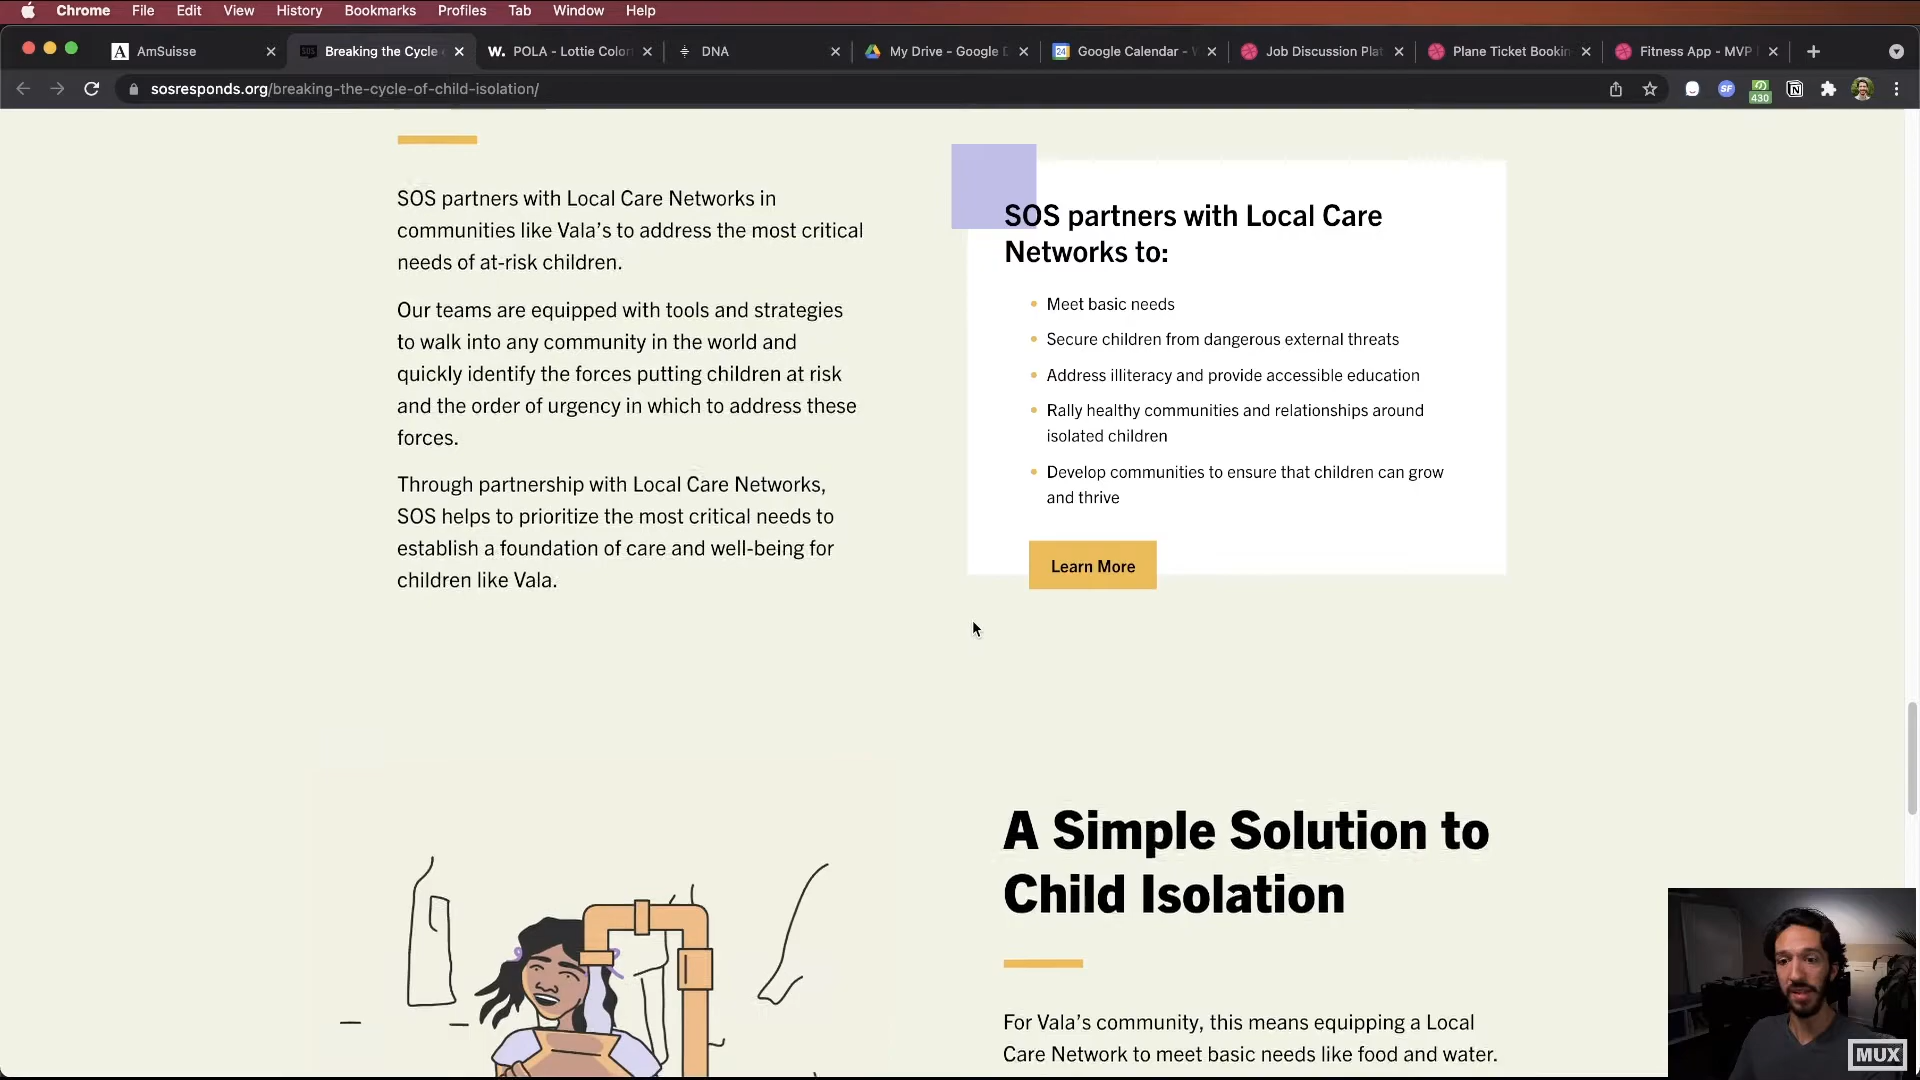 Chrome File Edit View History Bookmarks Profiles Tab Window Help
AmSuisse
Breaking the Cycle
POLA - Lottie Color
DNA
My Drive - Google D
Google Calendar -
Job Discussion Plat
Plane Ticket Bookin
Fitness App - MVP
sosresponds.org/breaking-the-cycle-of-child-isolation/
430
SOS partners with Local Care Networks in
communities like Vala’s to address the most critical
needs of at-risk children.
Our teams are equipped with tools and strategies
to walk into any community in the world and
quickly identify the forces putting children at risk
and the order of urgency in which to address these
forces.
Through partnership with Local Care Networks,
SOS helps to prioritize the most critical needs to
establish a foundation of care and well-being for
children like Vala.
SOS partners with Local Care
Networks to:
Meet basic needs
Secure children from dangerous external threats
Address illiteracy and provide accessible education
Rally healthy communities and relationships around
isolated children
Develop communities to ensure that children can grow
and thrive
Learn More
A Simple Solution to
Child Isolation
For Vala’s community, this means equipping a Local
Care Network to meet basic needs like food and water.
MUX